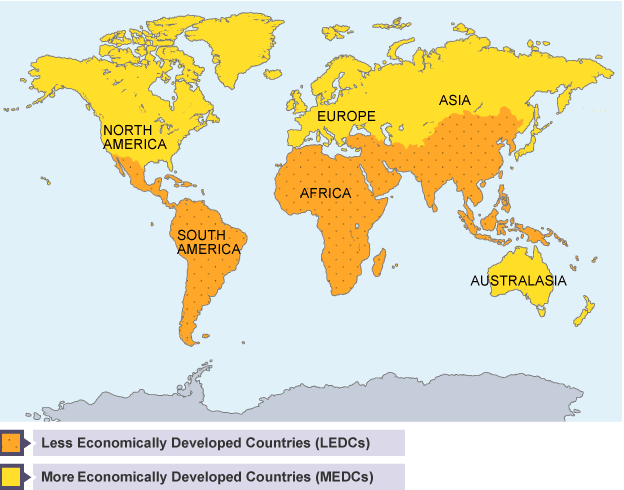 ASIA
EUROPE
NORTH
AMERICA
AFRICA
SOUTH
AMERICA
AUSTRALASIA
Less Economically Developed Countries (LEDCs)
More Economically Developed Countries (MEDCs)